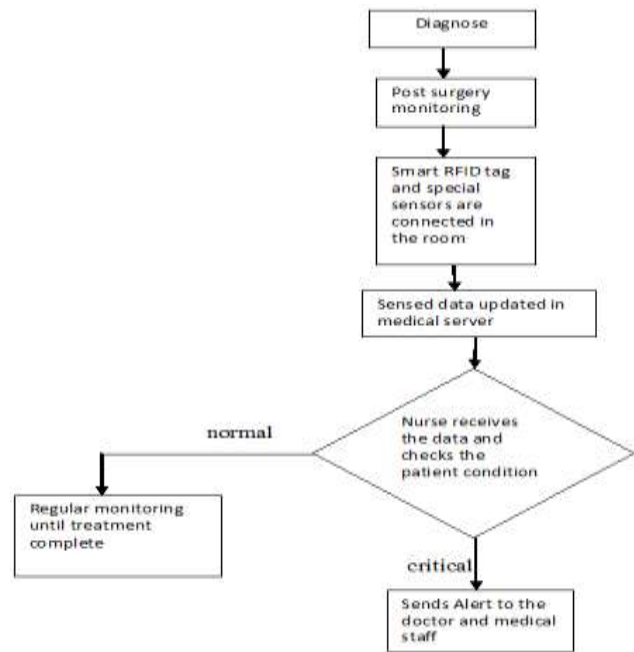 Diagnose
Post surgery
monitoring
Smart RFID tag
and special
sensors are
connected in
the room
Sensed data updated in
medical server
Nurse receives
the data and
checks the
patient condition
normal
Regular monitoring
until treatment
complete
critical
Sends Alert to the
doctor and medical
staff